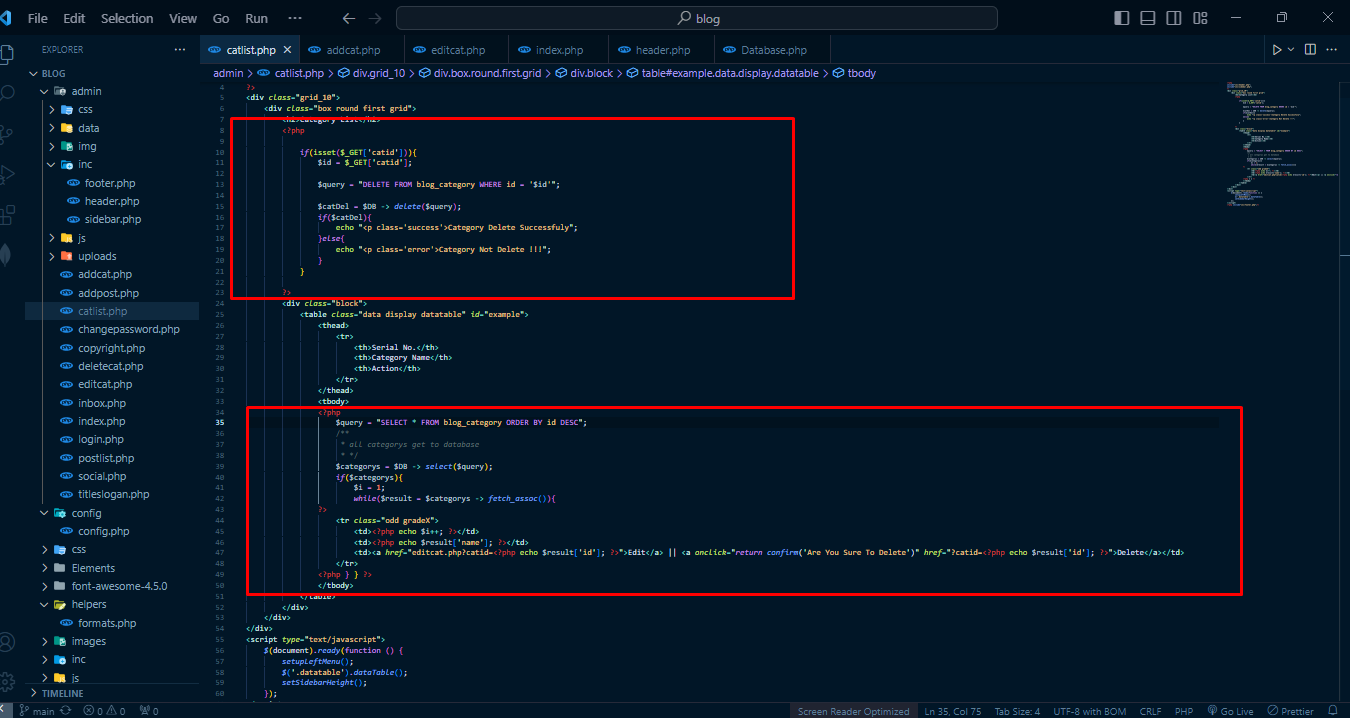 File Edit Selection View Go Run ··· ← → blog
EXPLORER ···
catlist.php × addcat.php editcat.php index.php header.php Database.php
admin > catlist.php > div.grid_10 > div.box.round.first.grid > div.block > table#example.data.display.datatable > tbody
BLOG
admin
css
data
img
inc
footer.php
header.php
sidebar.php
js
uploads
addcat.php
addpost.php
catlist.php
changepassword.php
copyright.php
deletecat.php
editcat.php
inbox.php
index.php
login.php
postlist.php
social.php
titleslogan.php
config
config.php
css
Elements
font-awesome-4.5.0
helpers
formats.php
images
inc
js
TIMELINE
4 ?>
5 <div class="grid_10">
6 <div class="box round first grid">
7 <h2>Category List</h2>
8 <?php
9
10 if(isset($_GET['catid'])){
11 $id = $_GET['catid'];
12
13 $query = "DELETE FROM blog_category WHERE id = '$id'";
14
15 $catDel = $DB -> delete($query);
16 if($catDel){
17 echo "<p class='success'>Category Delete Successfuly";
18 }else{
19 echo "<p class='error'>Category Not Delete !!!";
20 }
21 }
22
23 ?>
24 <div class="block">
25 <table class="data display datatable" id="example">
26 <thead>
27 <tr>
28 <th>Serial No.</th>
29 <th>Category Name</th>
30 <th>Action</th>
31 </tr>
32 </thead>
33 <tbody>
34 <?php
35 $query = "SELECT * FROM blog_category ORDER BY id DESC";
36 /**
37 * all categorys get to database
38 * */
39 $categorys = $DB -> select($query);
40 if($categorys){
41 $i = 1;
42 while($result = $categorys -> fetch_assoc()){
43 ?>
44 <tr class="odd gradeX">
45 <td><?php echo $i++; ?></td>
46 <td><?php echo $result['name']; ?></td>
47 <td><a href="editcat.php?catid=<?php echo $result['id']; ?>">Edit</a> || <a onclick="return confirm('Are You Sure To Delete')" href="?catid=<?php echo $result['id']; ?>">Delete</a></td>
48 </tr>
49 <?php } } ?>
50 </tbody>
51 </table>
52 </div>
53 </div>
54 </div>
55 <script type="text/javascript">
56 $(document).ready(function () {
57 setupLeftMenu();
58 $('.datatable').dataTable();
59 setSidebarHeight();
60 });
main 0 0 0 Screen Reader Optimized Ln 35, Col 75 Tab Size: 4 UTF-8 with BOM CRLF PHP Go Live Prettier